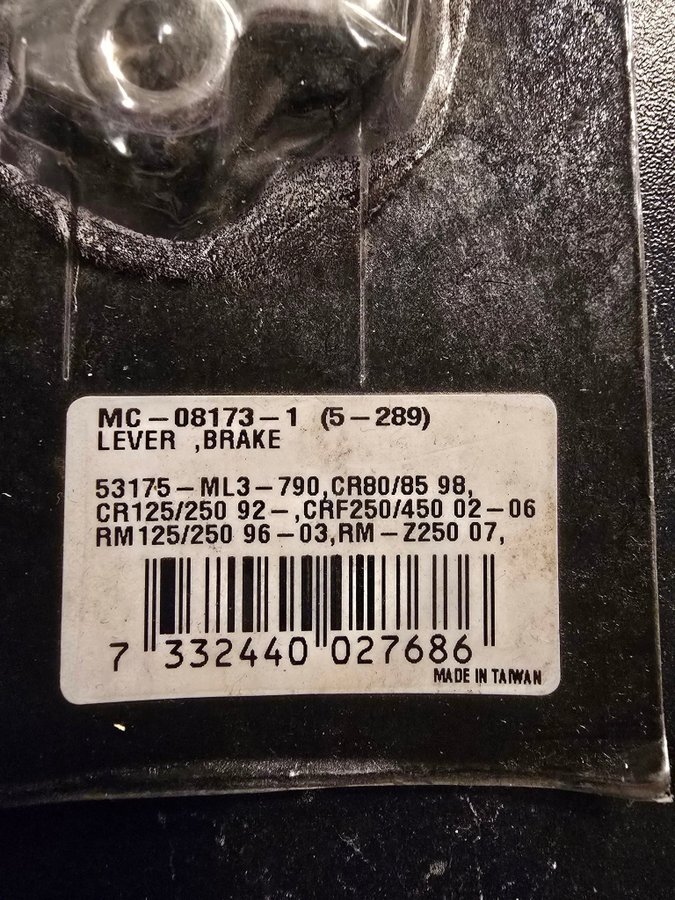 MC-08173-1 (5-289)
LEVER ,BRAKE
53175-ML3-790,CR80/85 98,
CR125/250 92-,CRF250/450 02-06
RM125/250 96-03,RM-Z250 07,
7 332440 027686
MADE IN TAIWAN